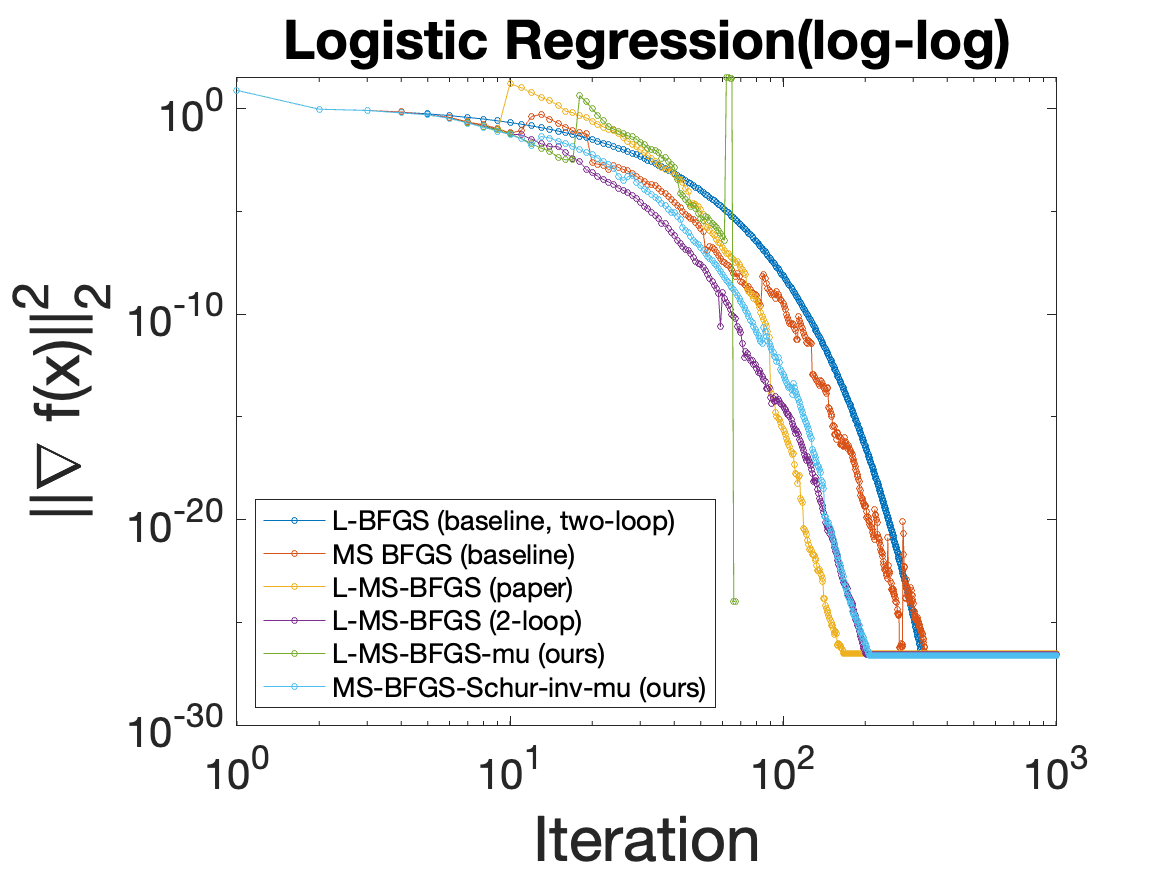 Logistic Regression(log-log)
10^0
10^-10
10^-20
10^-30
||∇ f(x)||_2^2
L-BFGS (baseline, two-loop)
MS BFGS (baseline)
L-MS-BFGS (paper)
L-MS-BFGS (2-loop)
L-MS-BFGS-mu (ours)
MS-BFGS-Schur-inv-mu (ours)
10^0 10^1 10^2 10^3
Iteration